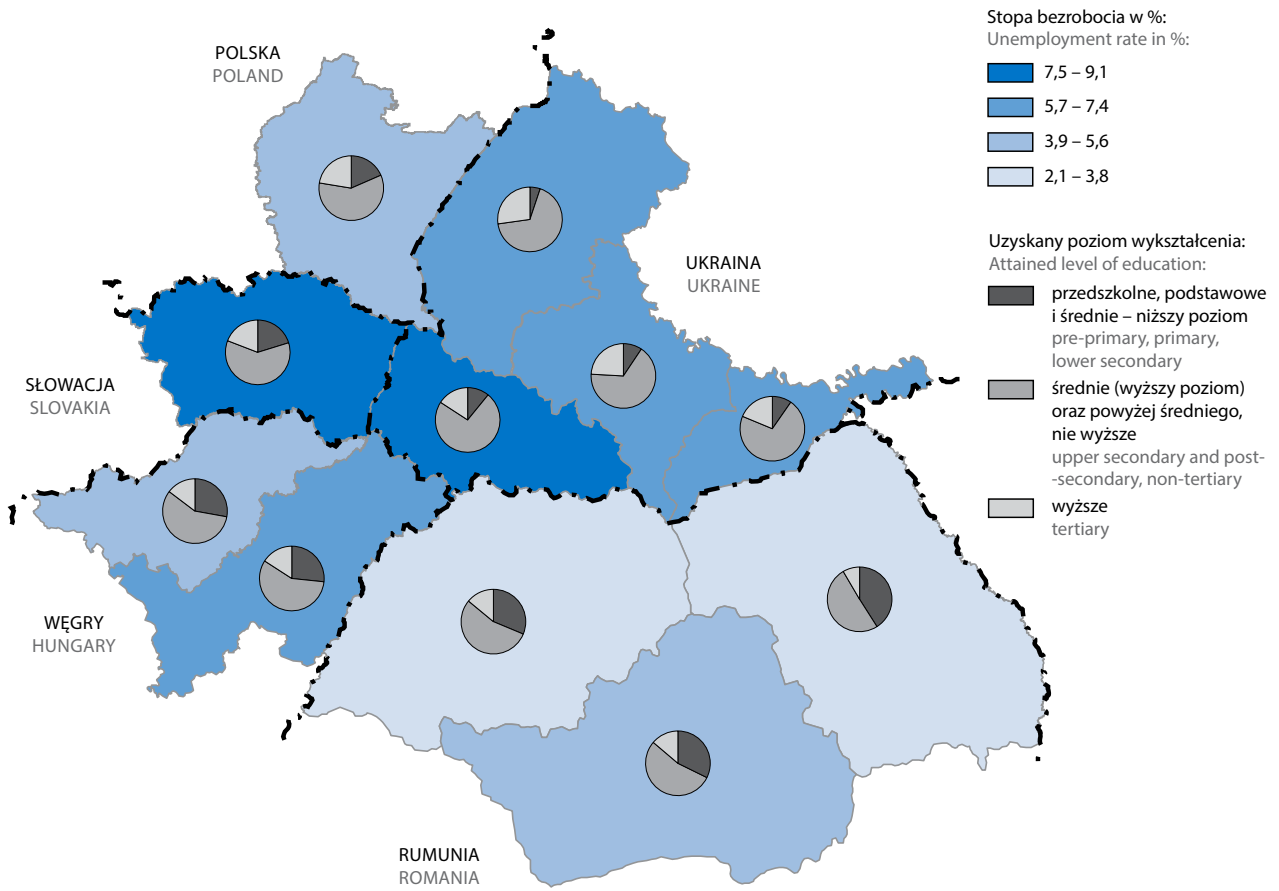 POLSKA
POLAND
UKRAINA
UKRAINE
SŁOWACJA
SLOVAKIA
WĘGRY
HUNGARY
RUMUNIA
ROMANIA
Stopa bezrobocia w %:
Unemployment rate in %:
7,5 – 9,1
5,7 – 7,4
3,9 – 5,6
2,1 – 3,8
Uzyskany poziom wykształcenia:
Attained level of education:
przedszkolne, podstawowe
i średnie – niższy poziom
pre-primary, primary,
lower secondary
średnie (wyższy poziom)
oraz powyżej średniego,
nie wyższe
upper secondary and post-
-secondary, non-tertiary
wyższe
tertiary